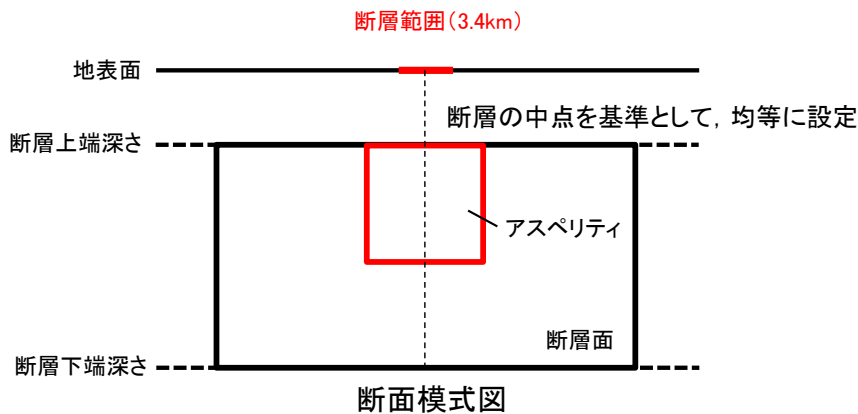 断層範囲(3.4km)
地表面
断層の中点を基準として, 均等に設定
断層上端深さ
アスペリティ
断層面
断層下端深さ
断面模式図